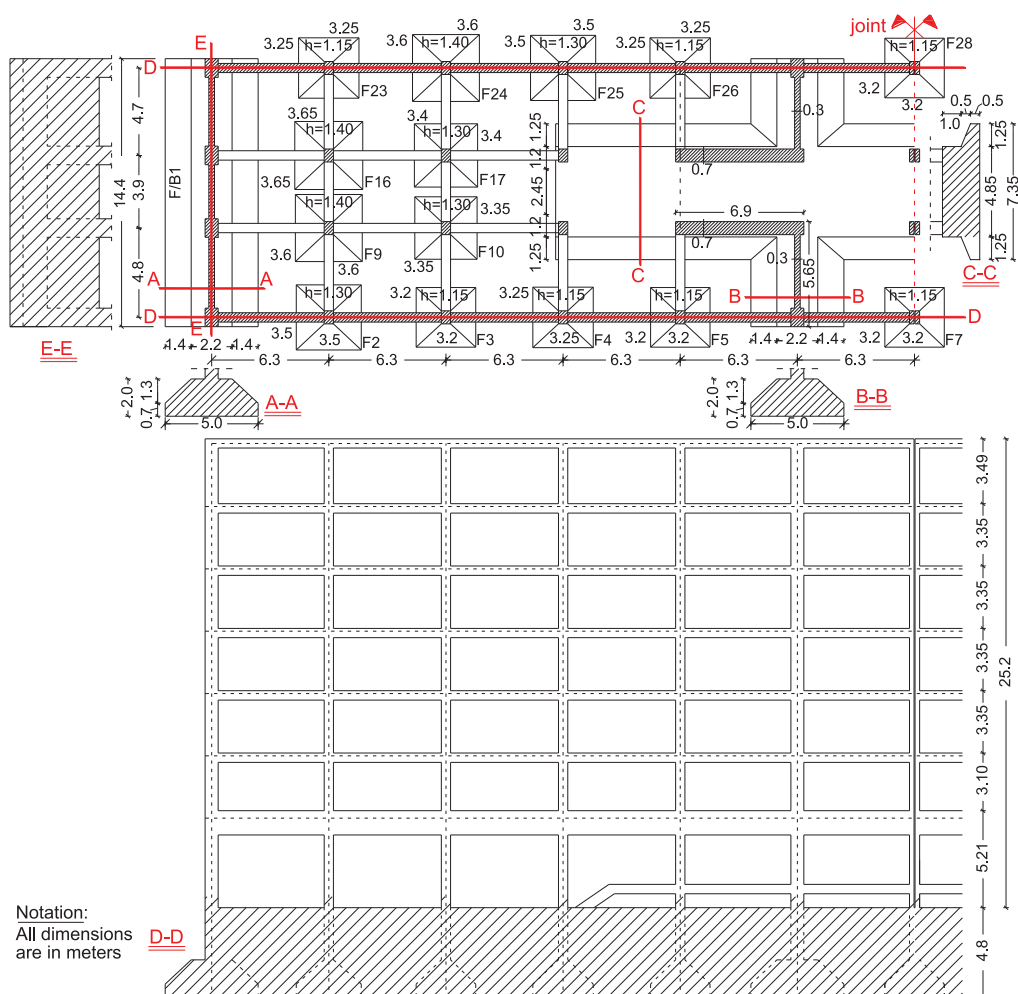 3.25 3.6 3.5 3.25 joint
3.25 h=1.15 3.6 h=1.40 3.5 h=1.30 3.25 h=1.15 h=1.15 F28
E
D
F23 F24 F25 F26 3.2
3.2
4.7 3.65 3.4 C 0.3 0.5 0.5
1.0
h=1.40 h=1.30 3.4 1.25 1.25
1.2
14.4 3.9 F/B1 3.65 F16 F17 0.7
h=1.40 h=1.30 3.35 2.45 6.9 4.85 7.35
1.2 0.7
3.6 F9 F10 1.25 0.3 5.65 1.25
3.6 3.35 C C-C
4.8 A A
h=1.30 3.2 h=1.15 3.25 h=1.15 h=1.15 B B h=1.15
D D
E-E E 3.5 3.5 F2 3.2 F3 3.25 F4 3.2 3.2 F5 3.2 3.2 F7
1.4 2.2 1.4 1.4 2.2 1.4
6.3 6.3 6.3 6.3 6.3 6.3
2.0 1.3 A-A 2.0 1.3 B-B
0.7 5.0 0.7 5.0
3.49
3.35
3.35
3.35
25.2
3.35
3.10
5.21
Notation:
All dimensions D-D
are in meters
4.8